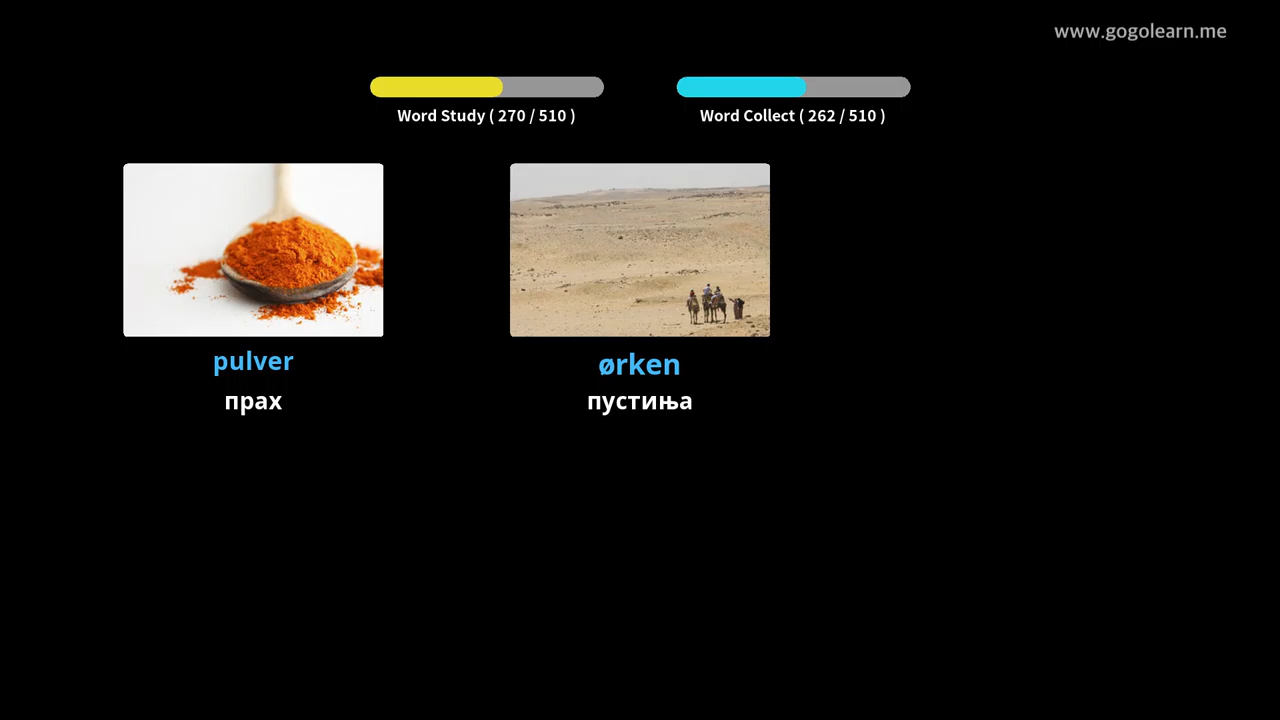 www.gogolearn.me
Word Study ( 270 / 510 )
Word Collect ( 262 / 510 )
pulver
прах
ørken
пустиња